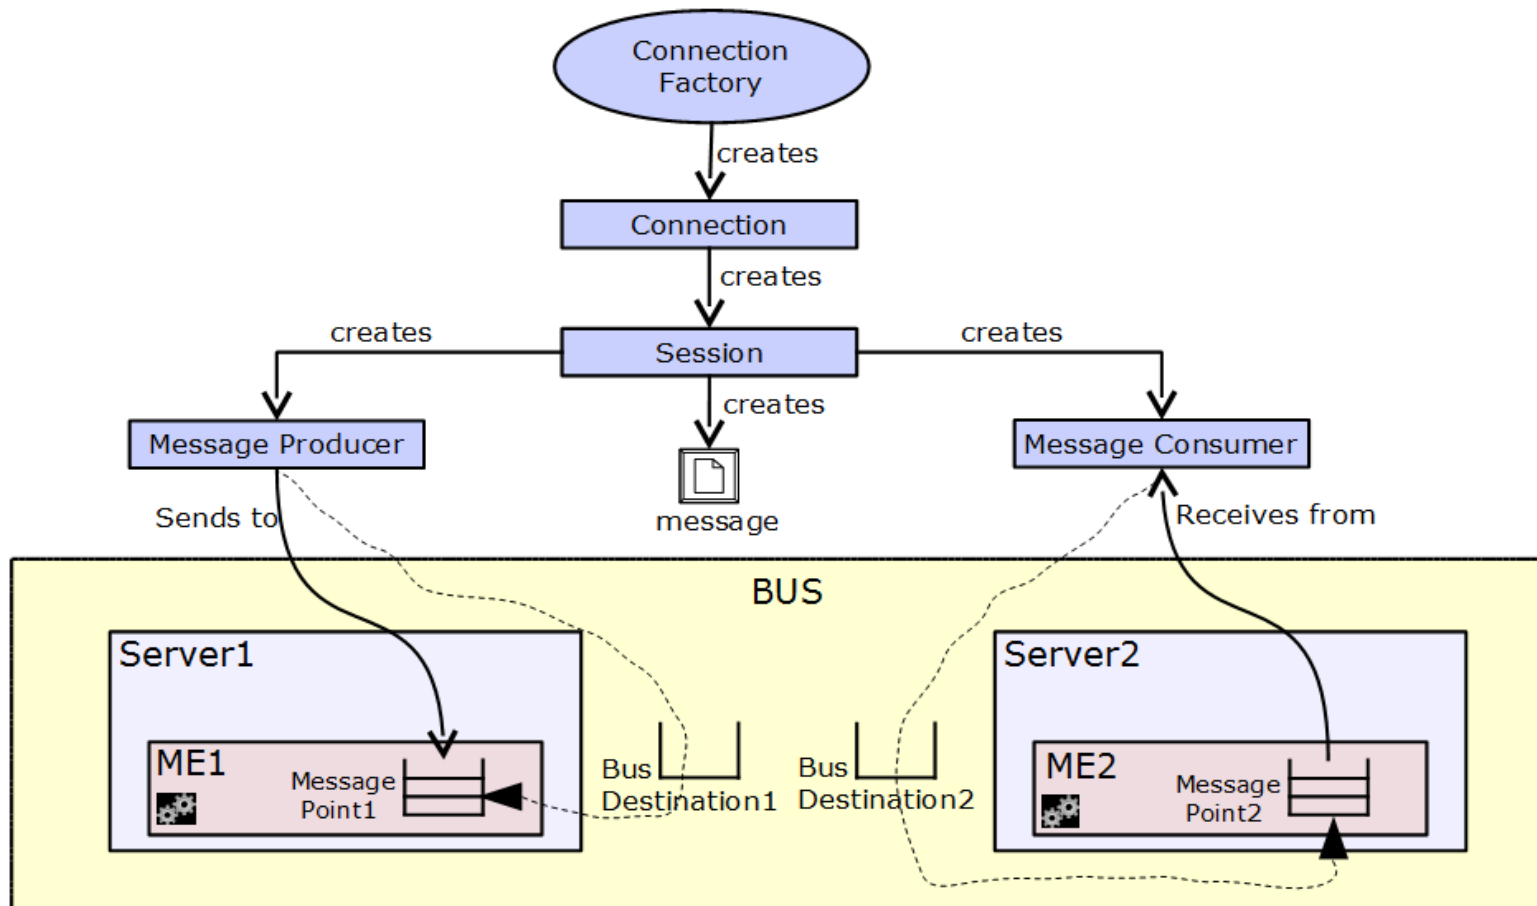 Connection
Factory
creates
Connection
creates
creates
Session
creates
creates
Message Producer
Message Consumer
Sends to
message
Receives from
BUS
Server1
Server2
ME1
Message
Point1
Bus
Destination1
Bus
Destination2
ME2
Message
Point2